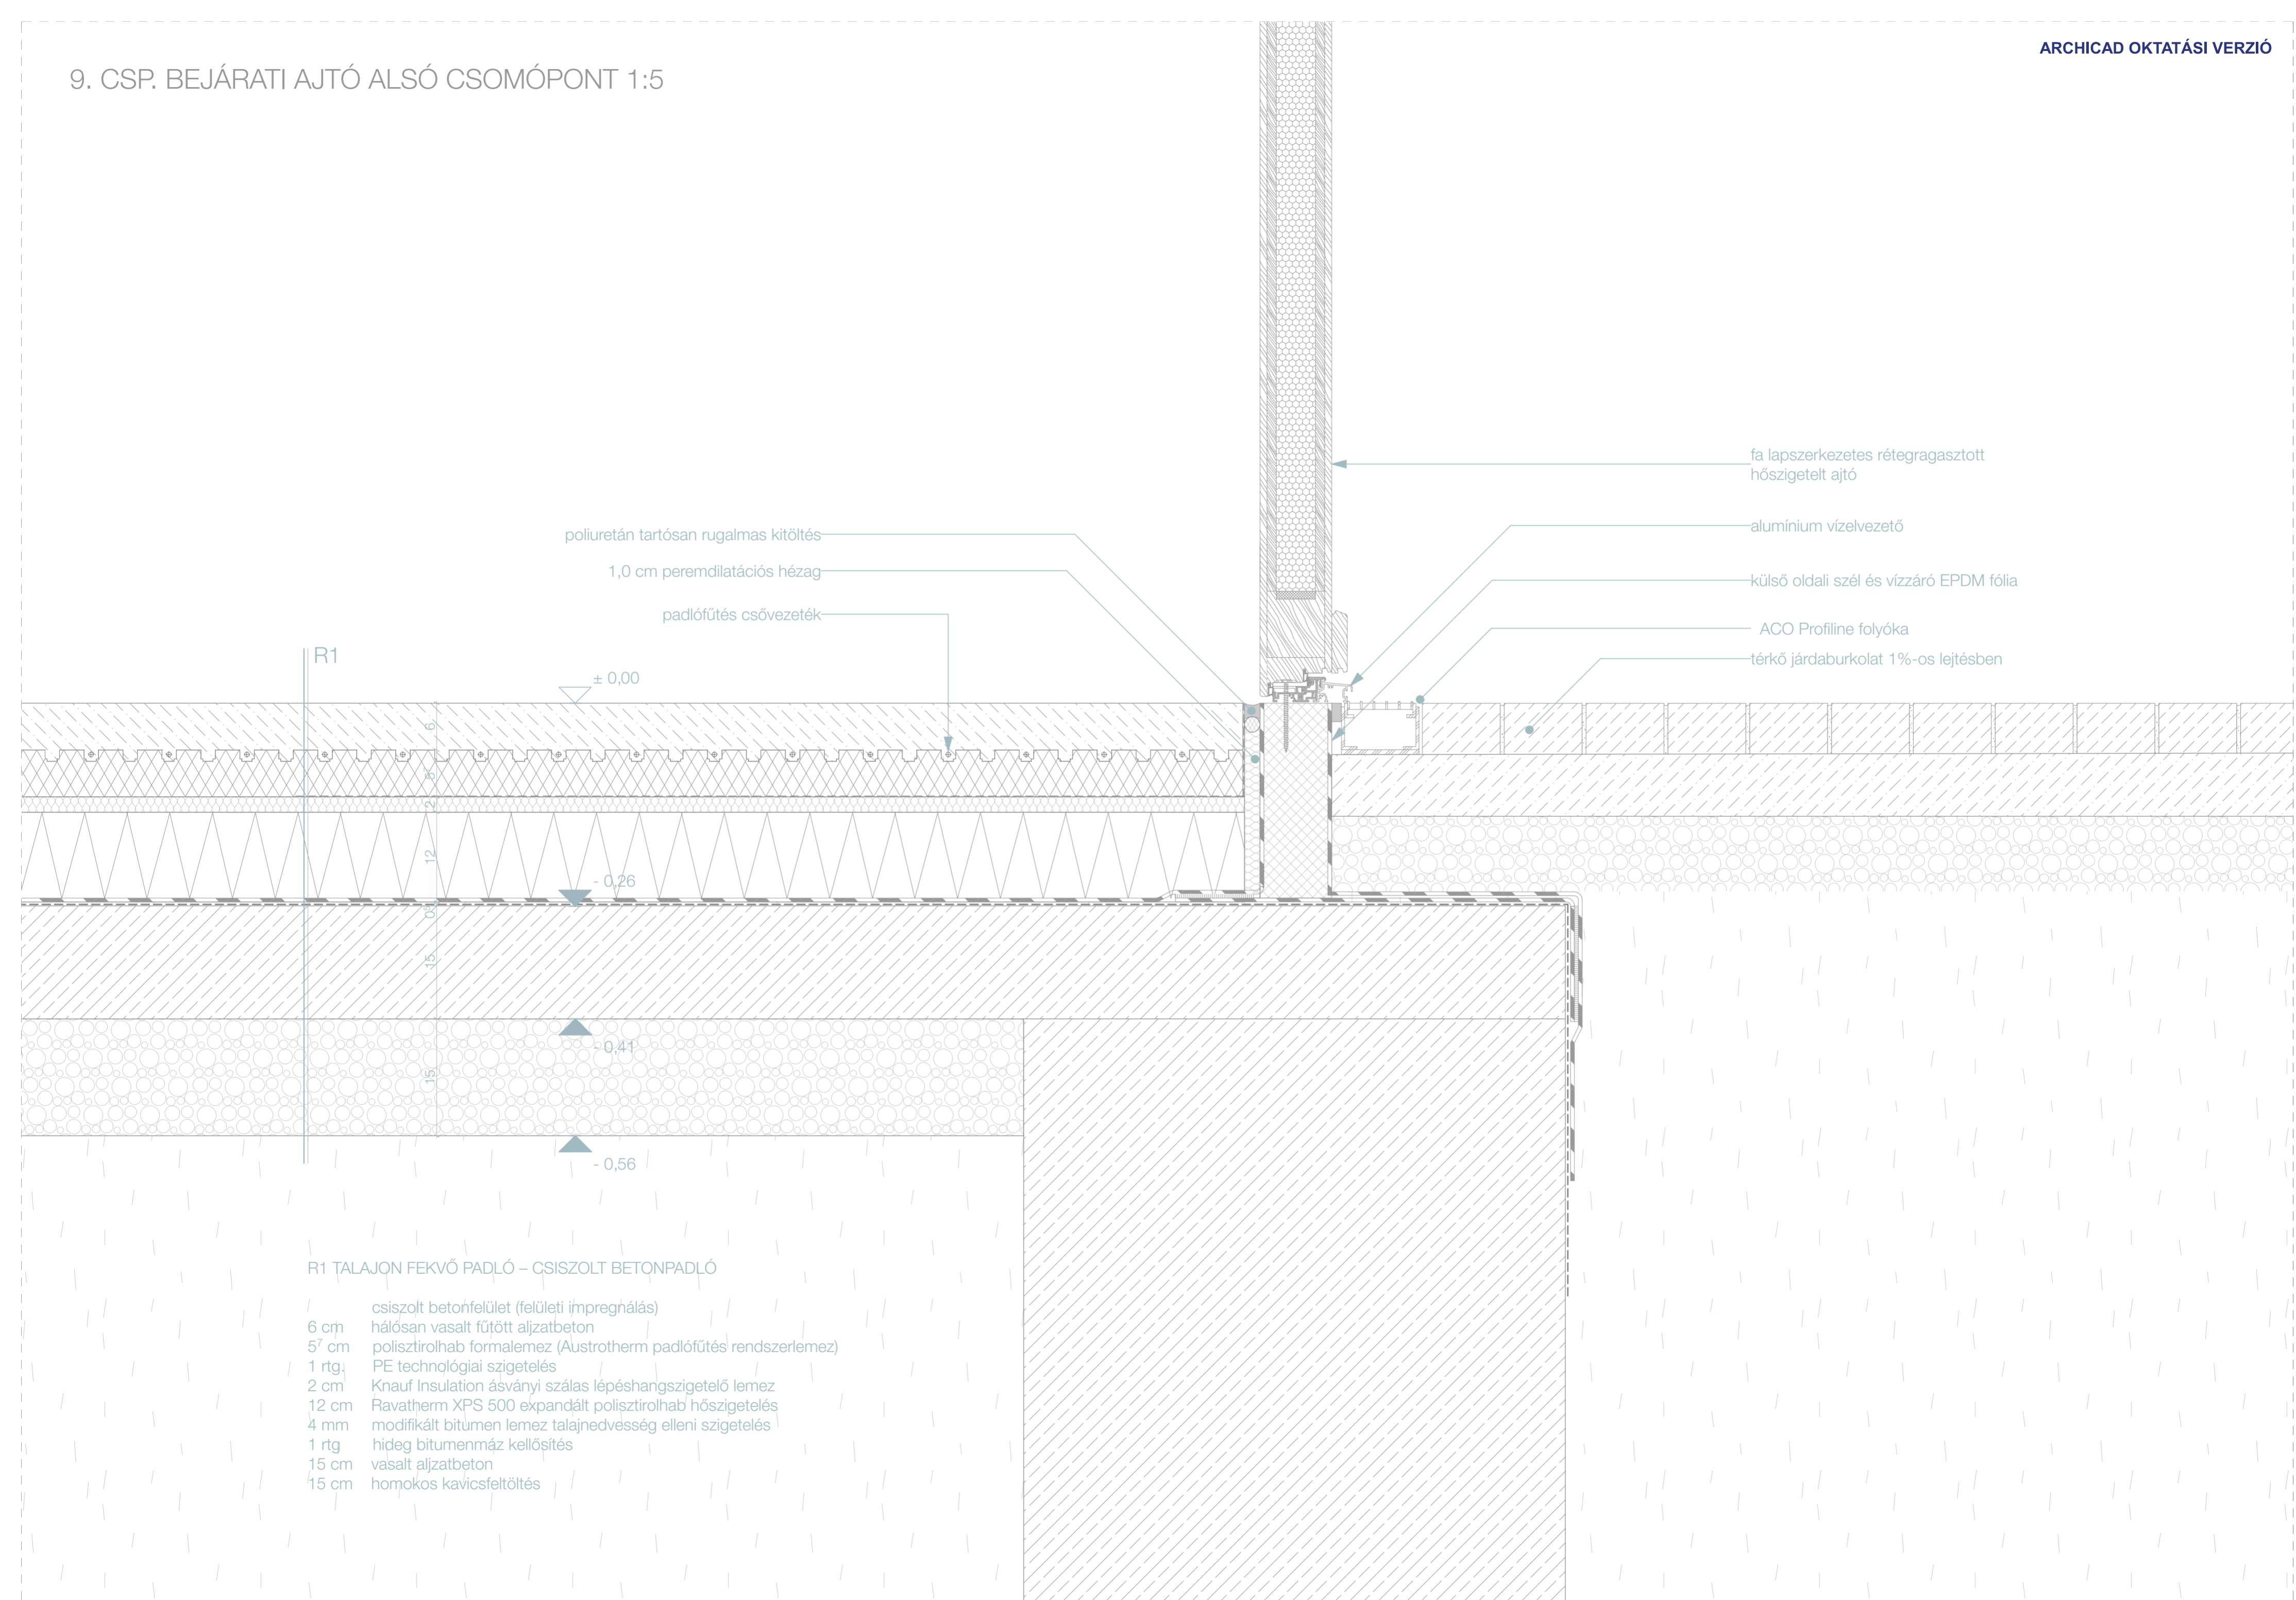 ARCHICAD OKTATÁSI VERZIÓ
9. CSP. BEJÁRATI AJTÓ ALSÓ CSOMÓPONT 1:5
fa lapszerkezetes rétegragasztott
hőszigetelt ajtó
alumínium vízelvezető
külső oldali szél és vízzáró EPDM fólia
ACO Profiline folyóka
térkő járdaburkolat 1%-os lejtésben
poliuretán tartósan rugalmas kitöltés
1,0 cm peremdilatációs hézag
padlófűtés csővezeték
R1
± 0,00
6
5⁷
2
12
- 0,26
15
- 0,41
15
- 0,56
R1 TALAJON FEKVŐ PADLÓ – CSISZOLT BETONPADLÓ
csiszolt betonfelület (felületi impregnálás)
6 cm hálósan vasalt fűtött aljzatbeton
5⁷ cm polisztirolhab formalemez (Austrotherm padlófűtés rendszerlemez)
1 rtg. PE technológiai szigetelés
2 cm Knauf Insulation ásványi szálas lépéshangszigetelő lemez
12 cm Ravatherm XPS 500 expandált polisztirolhab hőszigetelés
4 mm modifikált bitumen lemez talajnedvesség elleni szigetelés
1 rtg hideg bitumenmáz kellősítés
15 cm vasalt aljzatbeton
15 cm homokos kavicsfeltöltés